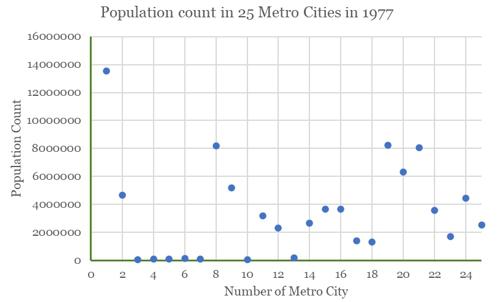 Population count in 25 Metro Cities in 1977
Population Count
16000000
14000000
12000000
10000000
8000000
6000000
4000000
2000000
0
0 2 4 6 8 10 12 14 16 18 20 22 24
Number of Metro City